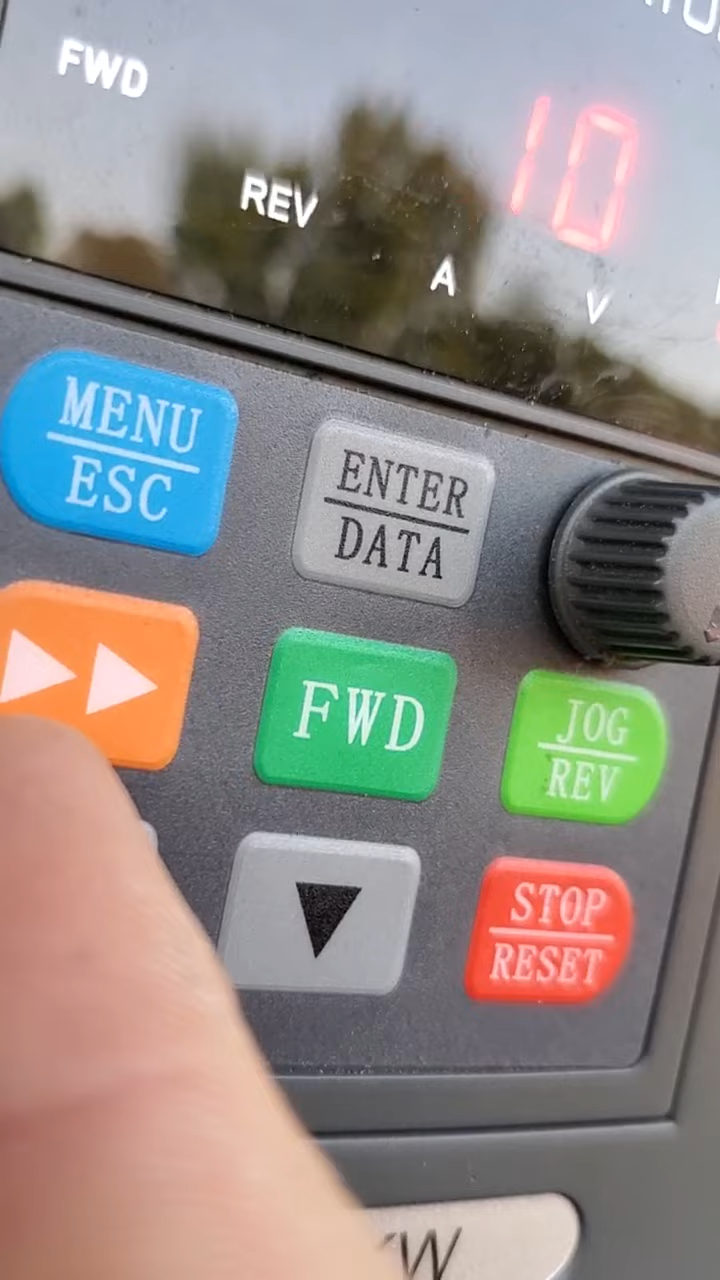 FWD
10
REV
A
V
MENU
ESC
ENTER
DATA
FWD
JOG
REV
STOP
RESET